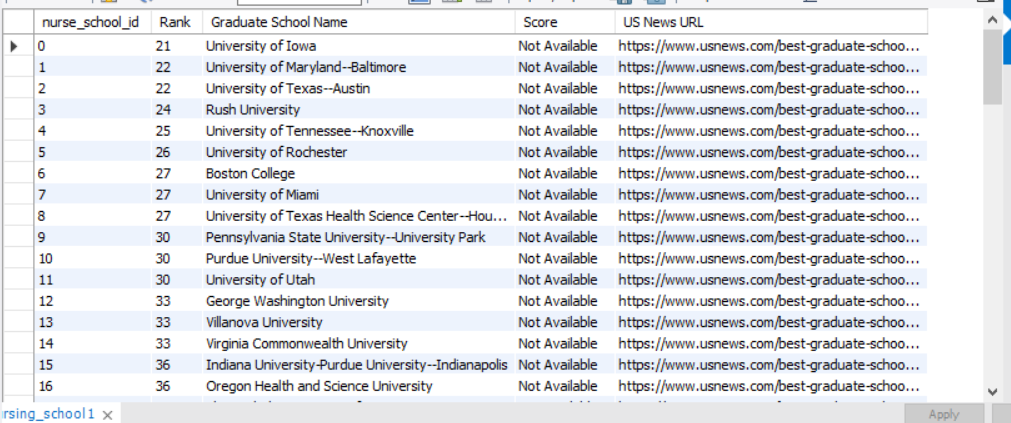 nurse_school_id Rank Graduate School Name Score US News URL
0 21 University of Iowa Not Available https://www.usnews.com/best-graduate-schoo...
1 22 University of Maryland--Baltimore Not Available https://www.usnews.com/best-graduate-schoo...
2 22 University of Texas--Austin Not Available https://www.usnews.com/best-graduate-schoo...
3 24 Rush University Not Available https://www.usnews.com/best-graduate-schoo...
4 25 University of Tennessee--Knoxville Not Available https://www.usnews.com/best-graduate-schoo...
5 26 University of Rochester Not Available https://www.usnews.com/best-graduate-schoo...
6 27 Boston College Not Available https://www.usnews.com/best-graduate-schoo...
7 27 University of Miami Not Available https://www.usnews.com/best-graduate-schoo...
8 27 University of Texas Health Science Center--Hou... Not Available https://www.usnews.com/best-graduate-schoo...
9 30 Pennsylvania State University--University Park Not Available https://www.usnews.com/best-graduate-schoo...
10 30 Purdue University--West Lafayette Not Available https://www.usnews.com/best-graduate-schoo...
11 30 University of Utah Not Available https://www.usnews.com/best-graduate-schoo...
12 33 George Washington University Not Available https://www.usnews.com/best-graduate-schoo...
13 33 Villanova University Not Available https://www.usnews.com/best-graduate-schoo...
14 33 Virginia Commonwealth University Not Available https://www.usnews.com/best-graduate-schoo...
15 36 Indiana University-Purdue University--Indianapolis Not Available https://www.usnews.com/best-graduate-schoo...
16 36 Oregon Health and Science University Not Available https://www.usnews.com/best-graduate-schoo...
rsing_school1 Apply